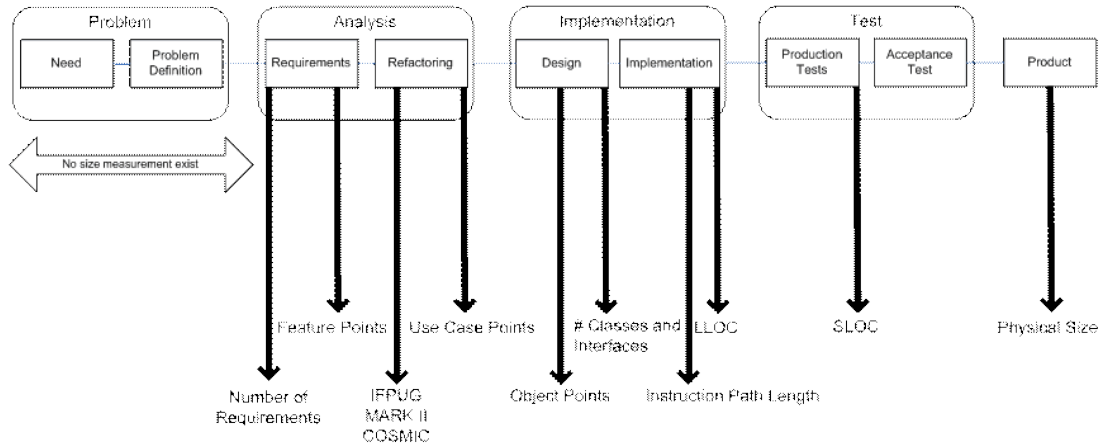 Problem
Analysis
Implementation
Test
Need
Problem
Definition
Requirements
Refactoring
Design
Implementation
Production
Tests
Acceptance
Test
Product
No size measurement exist
Feature Points
Use Case Points
# Classes and
Interfaces
LLOC
SLOC
Physical Size
Number of
Requirements
IFPUG
MARK II
COSMIC
Object Points
Instruction Path Length